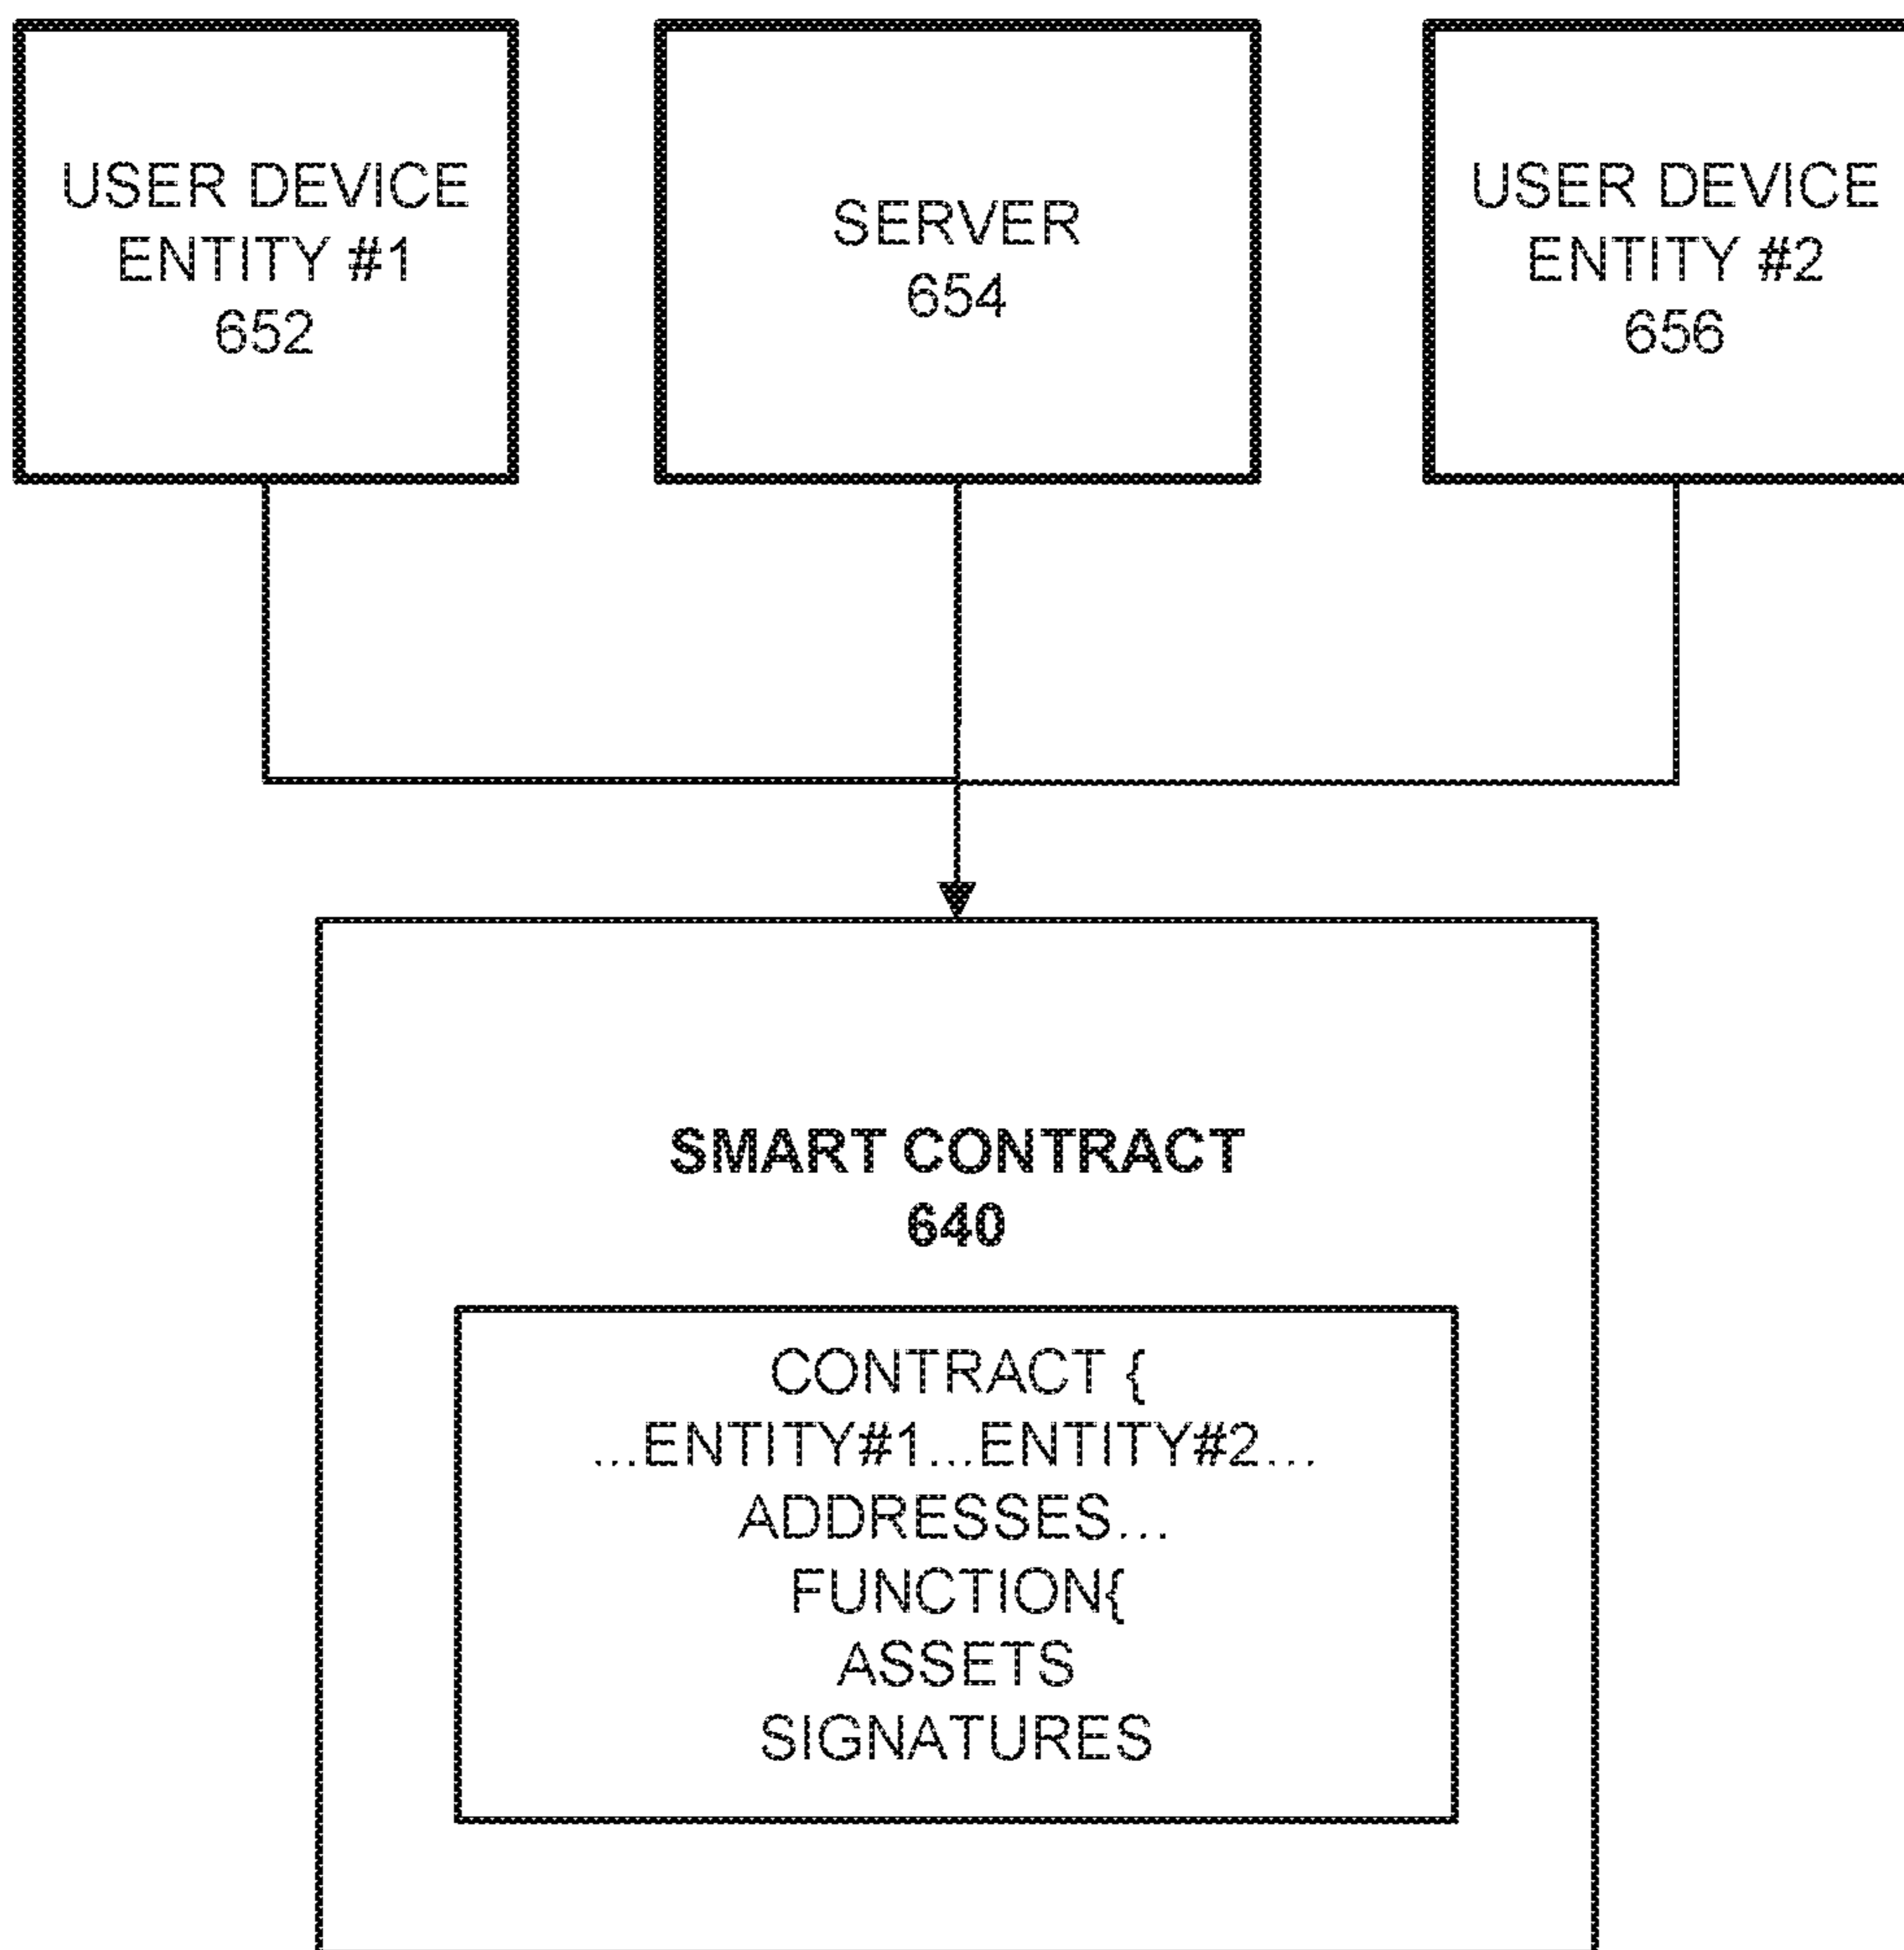 USER DEVICE
ENTITY #1
652
SERVER
654
USER DEVICE
ENTITY #2
656
SMART CONTRACT
640
CONTRACT {
...ENTITY#1...ENTITY#2...
ADDRESSES...
FUNCTION{
ASSETS
SIGNATURES